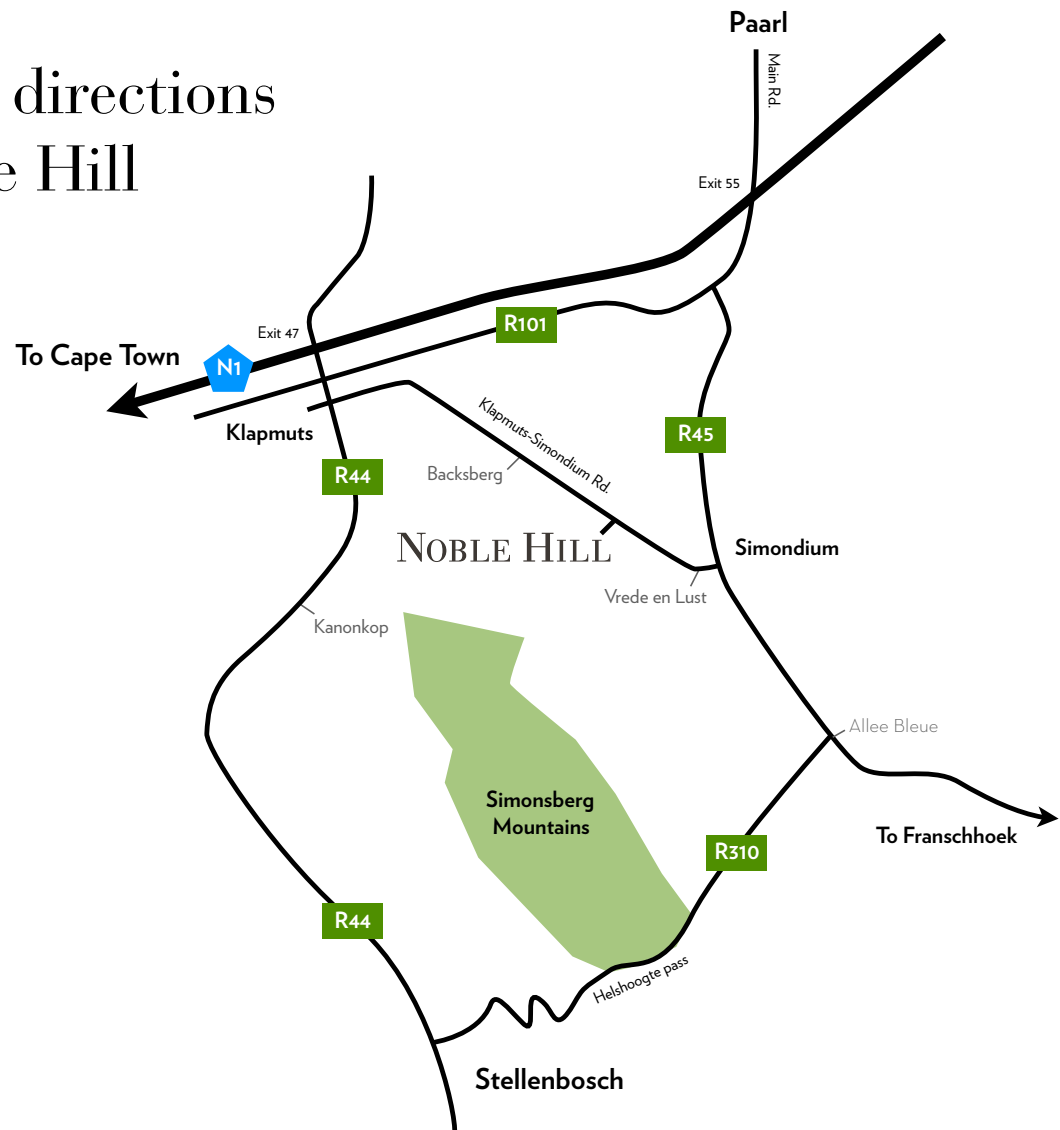 directions
e Hill
Paarl
Main Rd.
Exit 55
Exit 47
R101
To Cape Town
N1
Klapmuts
R44
Klapmuts-Simondium Rd.
R45
Backsberg
NOBLE HILL
Simondium
Vrede en Lust
Kanonkop
Allee Bleue
Simonsberg
Mountains
To Franschhoek
R310
R44
Helshoogte pass
Stellenbosch